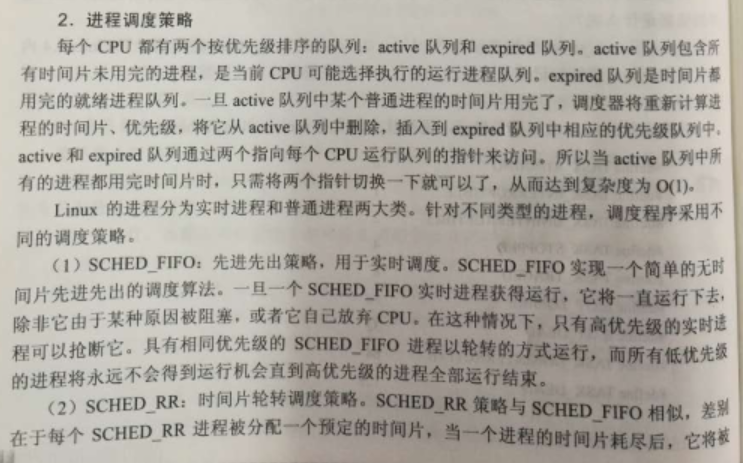 2．进程调度策略
每个 CPU 都有两个按优先级排序的队列：active 队列和 expired 队列。active 队列包含所
有时间片未用完的进程，是当前 CPU 可能选择执行的运行进程队列。expired 队列是时间片都
用完的就绪进程队列。一旦 active 队列中某个普通进程的时间片用完了，调度器将重新计算进
程的时间片、优先级，将它从 active 队列中删除，插入到 expired 队列中相应的优先级队列中。
active 和 expired 队列通过两个指向每个 CPU 运行队列的指针来访问。所以当 active 队列中所
有的进程都用完时间片时，只需将两个指针切换一下就可以了，从而达到复杂度为 O(1)。
Linux 的进程分为实时进程和普通进程两大类。针对不同类型的进程，调度程序采用不
同的调度策略。
（1）SCHED_FIFO：先进先出策略，用于实时调度。SCHED_FIFO 实现一个简单的无时
间片先进先出的调度算法。一旦一个 SCHED_FIFO 实时进程获得运行，它将一直运行下去，
除非它由于某种原因被阻塞，或者它自己放弃 CPU。在这种情况下，只有高优先级的实时进
程可以抢断它。具有相同优先级的 SCHED_FIFO 进程以轮转的方式运行，而所有低优先级
的进程将永远不会得到运行机会直到高优先级的进程全部运行结束。
（2）SCHED_RR：时间片轮转调度策略。SCHED_RR 策略与 SCHED_FIFO 相似，差别
在于每个 SCHED_RR 进程被分配一个预定的时间片，当一个进程的时间片耗尽后，它将被